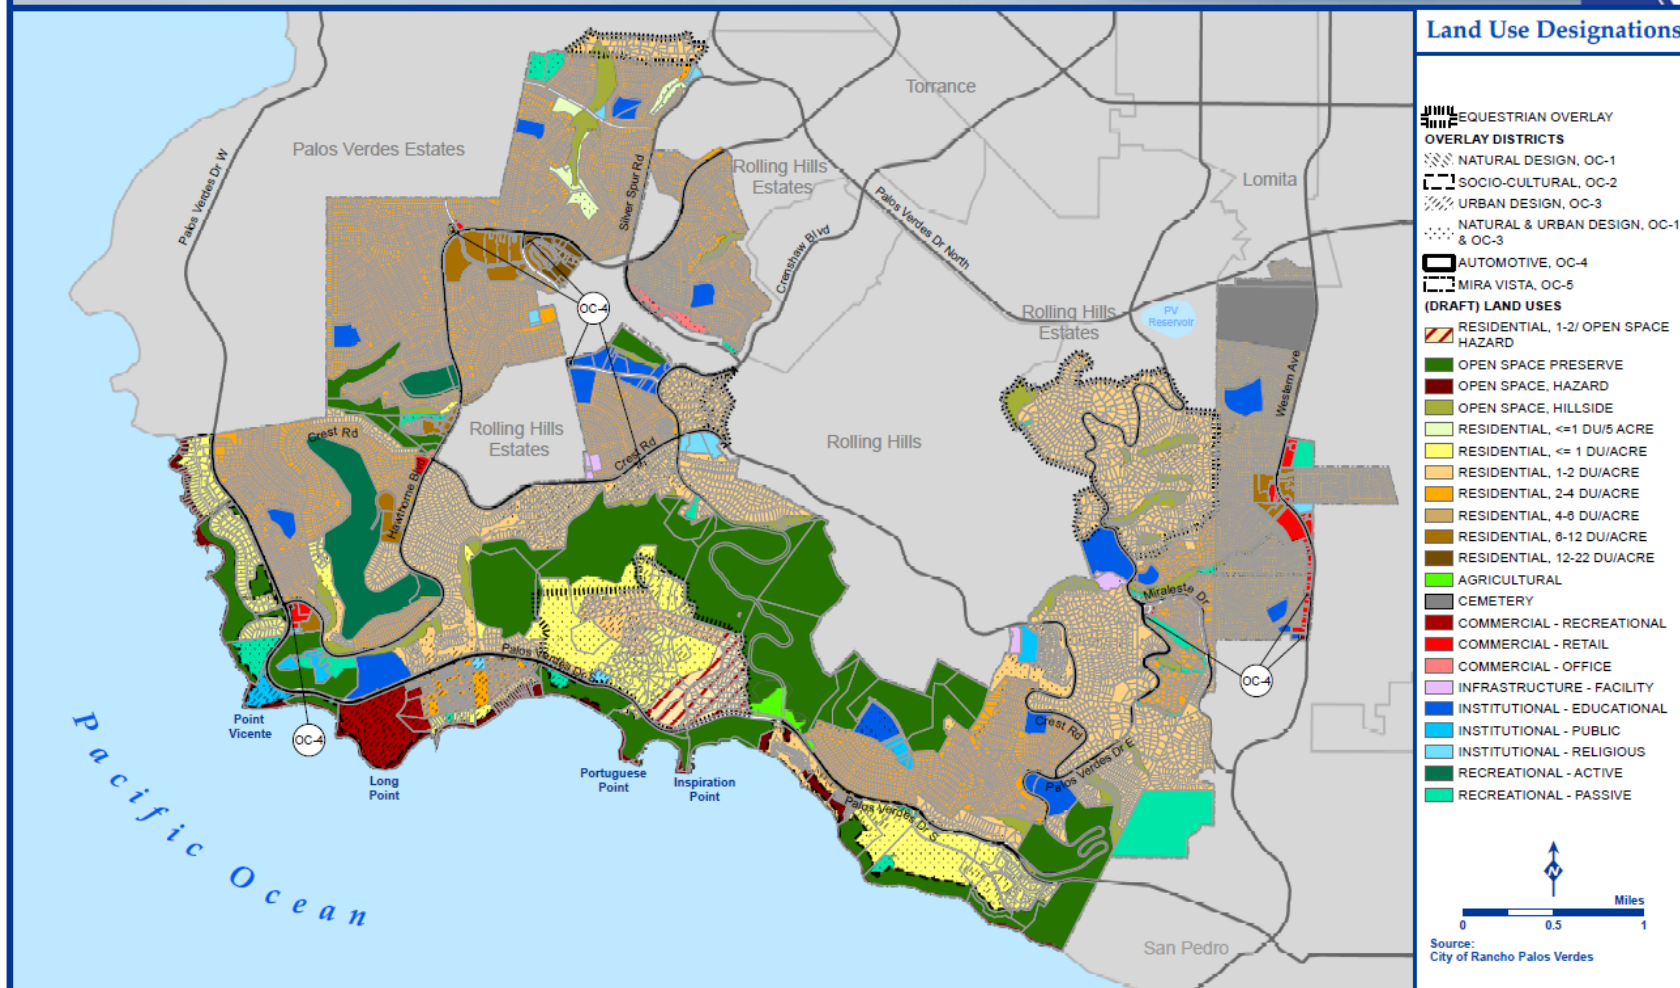 Land Use Designations
EQUESTRIAN OVERLAY
OVERLAY DISTRICTS
NATURAL DESIGN, OC-1
SOCIO-CULTURAL, OC-2
URBAN DESIGN, OC-3
NATURAL & URBAN DESIGN, OC-1
& OC-3
AUTOMOTIVE, OC-4
MIRA VISTA, OC-5
(DRAFT) LAND USES
RESIDENTIAL, 1-2/ OPEN SPACE
HAZARD
OPEN SPACE PRESERVE
OPEN SPACE, HAZARD
OPEN SPACE, HILLSIDE
RESIDENTIAL, <=1 DU/5 ACRE
RESIDENTIAL, <= 1 DU/ACRE
RESIDENTIAL, 1-2 DU/ACRE
RESIDENTIAL, 2-4 DU/ACRE
RESIDENTIAL, 4-6 DU/ACRE
RESIDENTIAL, 6-12 DU/ACRE
RESIDENTIAL, 12-22 DU/ACRE
AGRICULTURAL
CEMETERY
COMMERCIAL - RECREATIONAL
COMMERCIAL - RETAIL
COMMERCIAL - OFFICE
INFRASTRUCTURE - FACILITY
INSTITUTIONAL - EDUCATIONAL
INSTITUTIONAL - PUBLIC
INSTITUTIONAL - RELIGIOUS
RECREATIONAL - ACTIVE
RECREATIONAL - PASSIVE
N
Miles
0 0.5 1
Source:
City of Rancho Palos Verdes
Torrance
Palos Verdes Estates
Rolling Hills
Estates
Lomita
Palos Verdes Dr W
Silver Spur Rd
Crenshaw Blvd
Palos Verdes Dr North
OC-4
Rolling Hills
Estates
PV
Reservoir
Western Ave
Crest Rd
Rolling Hills
Estates
Crest Rd
Rolling Hills
Hawthorne Blvd
Miraleste Dr
Palos Verdes Dr
OC-4
Point
Vicente
OC-4
Long
Point
Portuguese
Point
Inspiration
Point
Crest Rd
Palos Verdes Dr E
Palos Verdes Dr S
Pacific Ocean
San Pedro